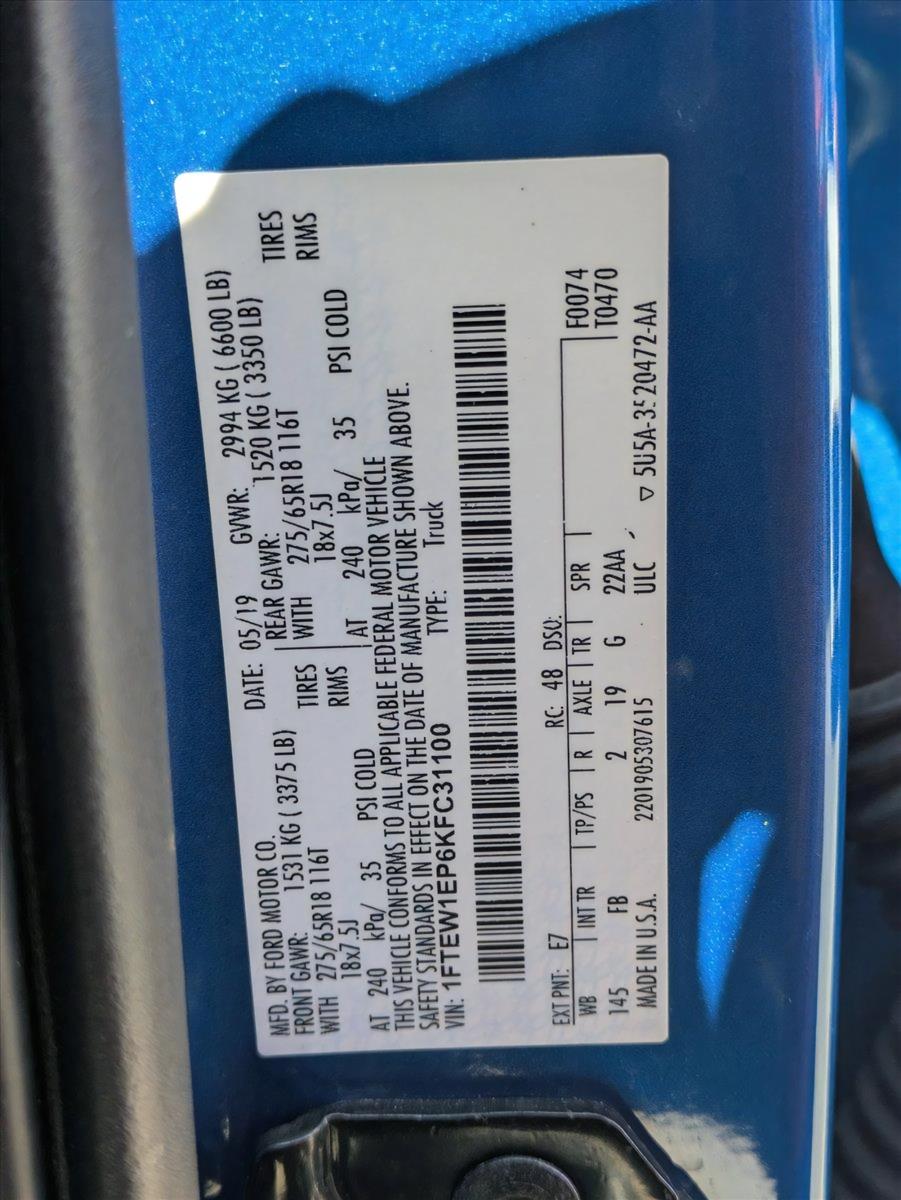 MFD. BY FORD MOTOR CO. DATE: 05/19 GVWR: 2994 KG ( 6600 LB)
FRONT GAWR: 1531 KG ( 3375 LB) REAR GAWR: 1520 KG ( 3350 LB)
WITH 275/65R18 116T TIRES WITH 275/65R18 116T TIRES
18x7.5J RIMS 18x7.5J RIMS
AT 240 kPa/ 35 PSI COLD AT 240 kPa/ 35 PSI COLD
THIS VEHICLE CONFORMS TO ALL APPLICABLE FEDERAL MOTOR VEHICLE
SAFETY STANDARDS IN EFFECT ON THE DATE OF MANUFACTURE SHOWN ABOVE.
VIN: 1FTEW1EP6KFC31100 TYPE: Truck
EXT PNT: E7 RC: 48 DSO: F0074
WB INT TR TP/PS R AXLE TR SPR T0470
145 FB 2 19 G 22AA
MADE IN U.S.A. 2201905307615 ULC ▽ 5U5A-3520472-AA